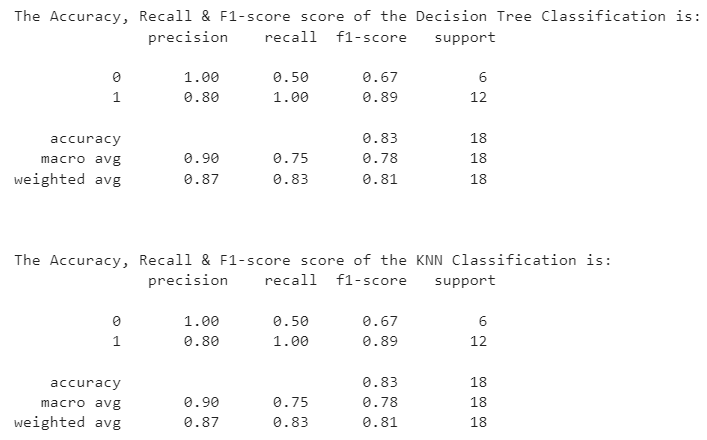 The Accuracy, Recall & F1-score score of the Decision Tree Classification is:
precision recall f1-score support
0 1.00 0.50 0.67 6
1 0.80 1.00 0.89 12
accuracy 0.83 18
macro avg 0.90 0.75 0.78 18
weighted avg 0.87 0.83 0.81 18
The Accuracy, Recall & F1-score score of the KNN Classification is:
precision recall f1-score support
0 1.00 0.50 0.67 6
1 0.80 1.00 0.89 12
accuracy 0.83 18
macro avg 0.90 0.75 0.78 18
weighted avg 0.87 0.83 0.81 18